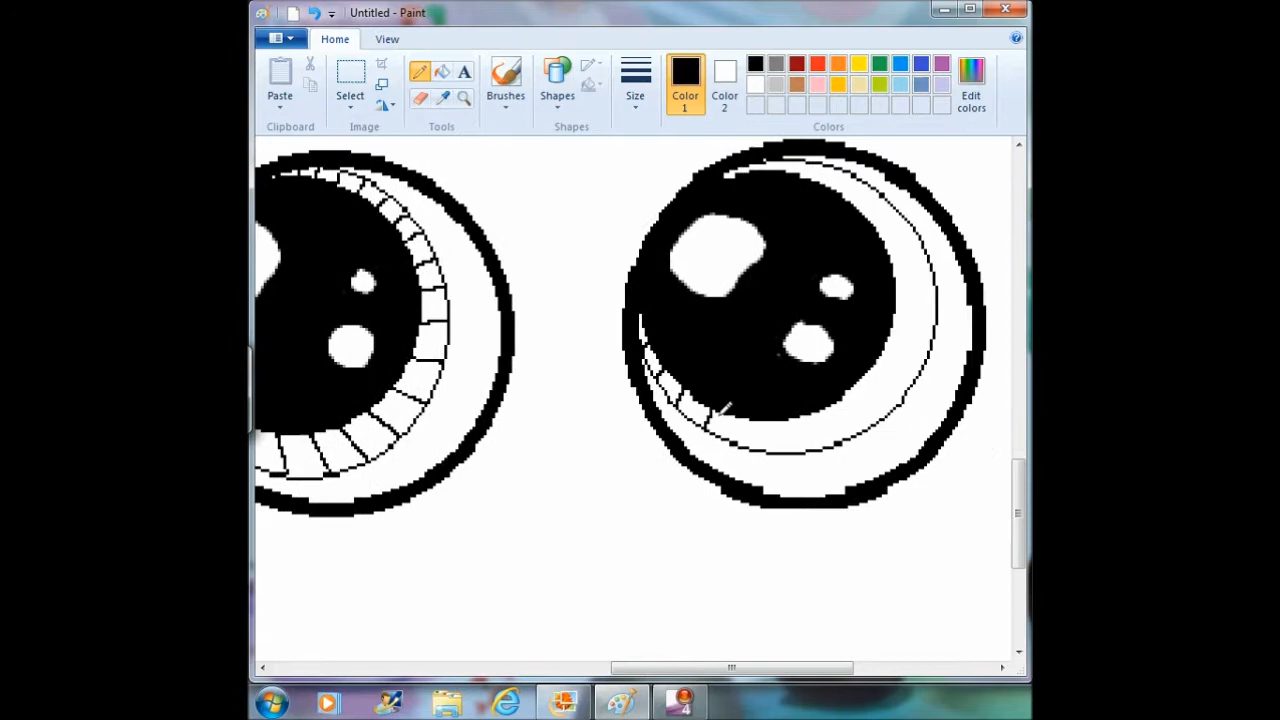 Untitled - Paint
Home View
Paste Select Brushes Shapes Size Color 1 Color 2 Edit colors
A
Clipboard Image Tools Shapes Colors
4